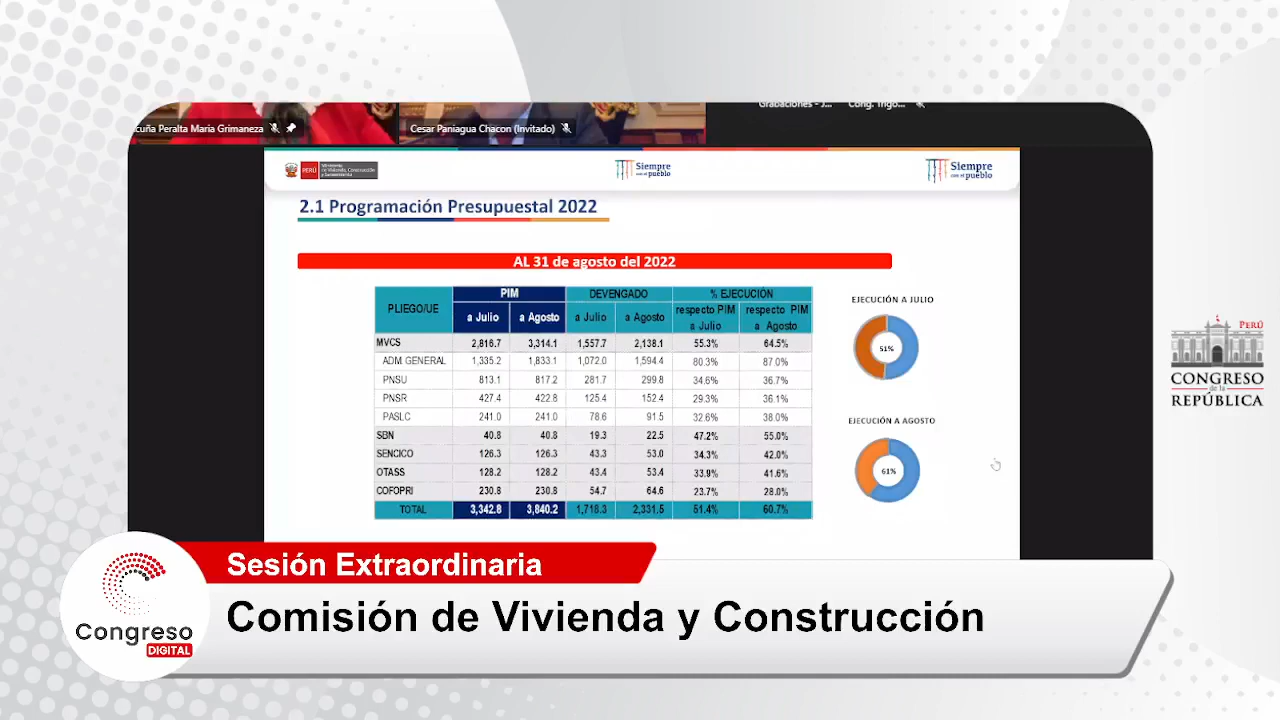 Grabaciones - J... Cong. Trigo...
cuña Peralta Maria Grimaneza
Cesar Paniagua Chacon (Invitado)
PERÚ Ministerio de Vivienda, Construcción y Saneamiento
Siempre con el pueblo
Siempre con el pueblo
2.1 Programación Presupuestal 2022
AL 31 de agosto del 2022
PLIEGO/UE PIM DEVENGADO % EJECUCIÓN
a Julio a Agosto a Julio a Agosto respecto PIM a Julio respecto PIM a Agosto
MVCS 2,816.7 3,314.1 1,557.7 2,138.1 55.3% 64.5%
ADM. GENERAL 1,335.2 1,833.1 1,072.0 1,594.4 80.3% 87.0%
PNSU 813.1 817.2 281.7 299.8 34.6% 36.7%
PNSR 427.4 422.8 125.4 152.4 29.3% 36.1%
PASLC 241.0 241.0 78.6 91.5 32.6% 38.0%
SBN 40.8 40.8 19.3 22.5 47.2% 55.0%
SENCICO 126.3 126.3 43.3 53.0 34.3% 42.0%
OTASS 128.2 128.2 43.4 53.4 33.9% 41.6%
COFOPRI 230.8 230.8 54.7 64.6 23.7% 28.0%
TOTAL 3,342.8 3,840.2 1,718.3 2,331.5 51.4% 60.7%
EJECUCIÓN A JULIO
51%
EJECUCIÓN A AGOSTO
61%
PERÚ
CONGRESO
de la
REPÚBLICA
Sesión Extraordinaria
Comisión de Vivienda y Construcción
Congreso
DIGITAL